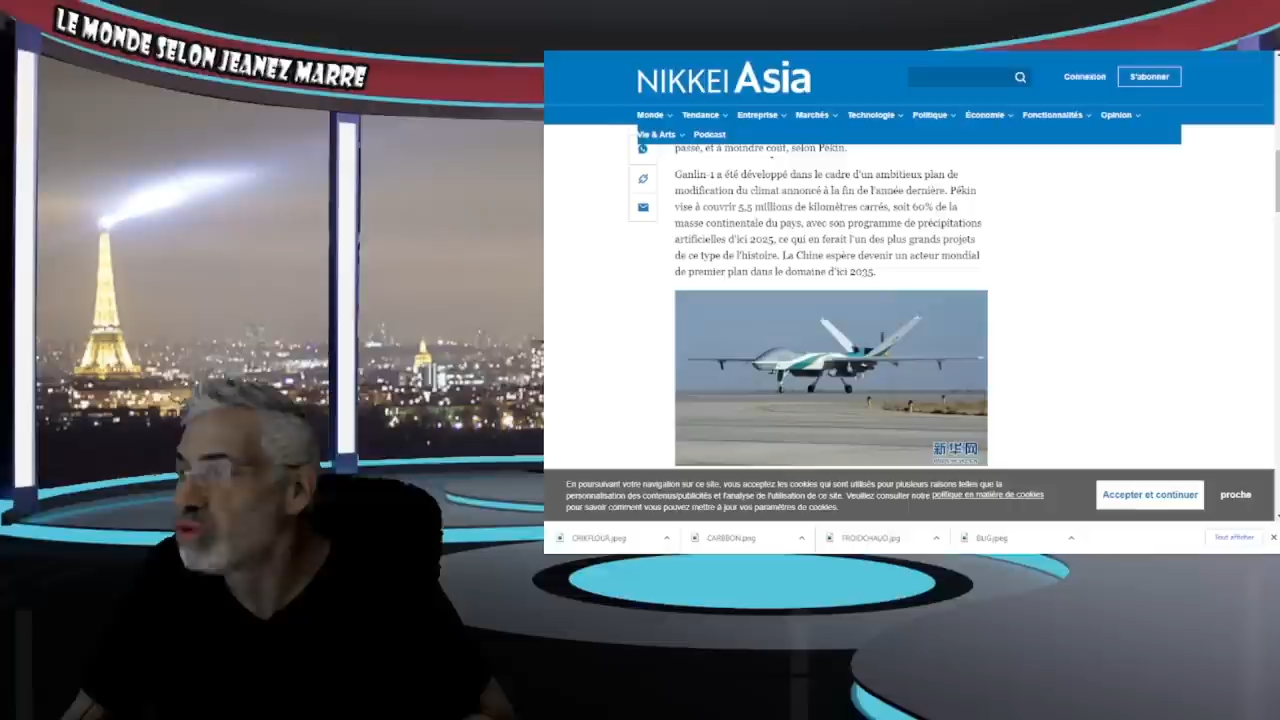 LE MONDE SELON JEANEZ MARRE
NIKKEI Asia
Connexion
S'abonner
Monde
Tendance
Entreprise
Marchés
Technologie
Politique
Économie
Fonctionnalités
Opinion
Vie & Arts
Podcast
passé, et à moindre coût, selon Pékin.
Ganlin-1 a été développé dans le cadre d'un ambitieux plan de
modification du climat annoncé à la fin de l'année dernière. Pékin
vise à couvrir 5,5 millions de kilomètres carrés, soit 60% de la
masse continentale du pays, avec son programme de précipitations
artificielles d'ici 2025, ce qui en ferait l'un des plus grands projets
de ce type de l'histoire. La Chine espère devenir un acteur mondial
de premier plan dans le domaine d'ici 2035.
新华网
En poursuivant votre navigation sur ce site, vous acceptez les cookies qui sont utilisés pour plusieurs raisons telles que la
personnalisation des contenus/publicités et l'analyse de l'utilisation de ce site. Veuillez consulter notre politique en matière de cookies
pour savoir comment vous pouvez mettre à jour vos paramètres de cookies.
Accepter et continuer
proche
CARBBON.png
FROIDCHAUD.jpg
Tout afficher